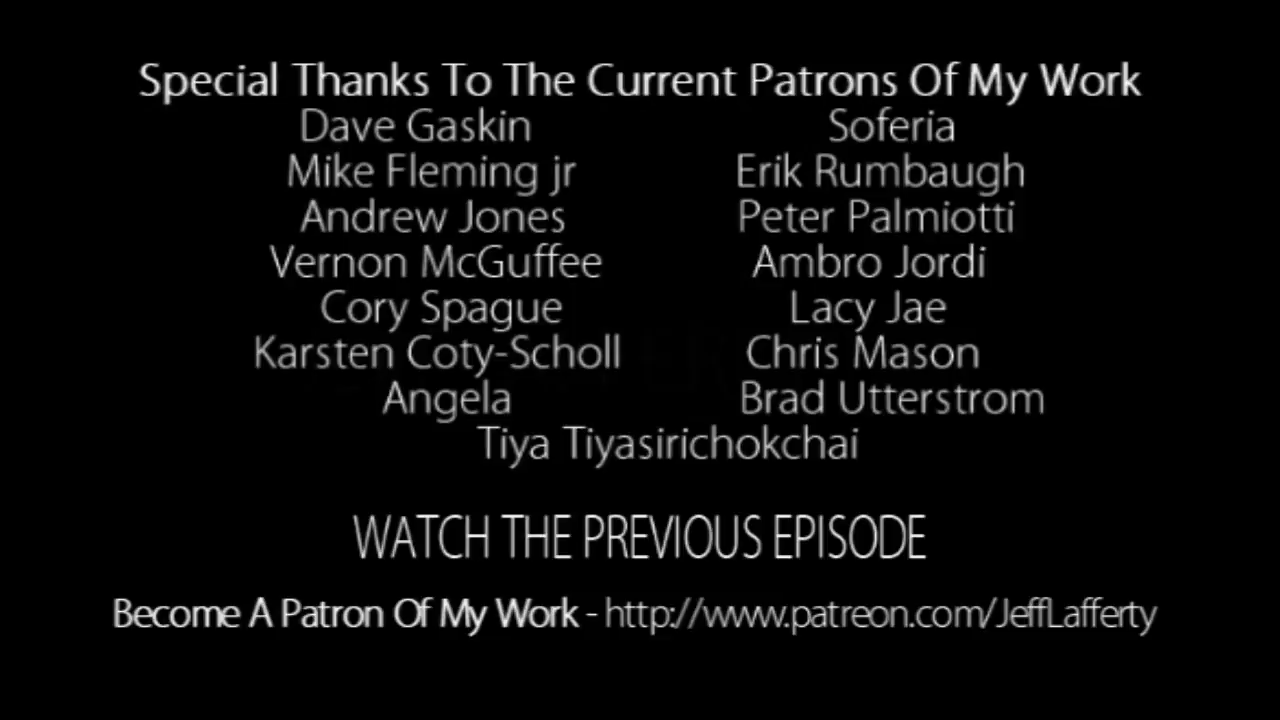 Special Thanks To The Current Patrons Of My Work
Dave Gaskin Soferia
Mike Fleming jr Erik Rumbaugh
Andrew Jones Peter Palmiotti
Vernon McGuffee Ambro Jordi
Cory Spague Lacy Jae
Karsten Coty-Scholl Chris Mason
Angela Brad Utterstrom
Tiya Tiyasirichokchai
WATCH THE PREVIOUS EPISODE
Become A Patron Of My Work - http://www.patreon.com/JeffLafferty